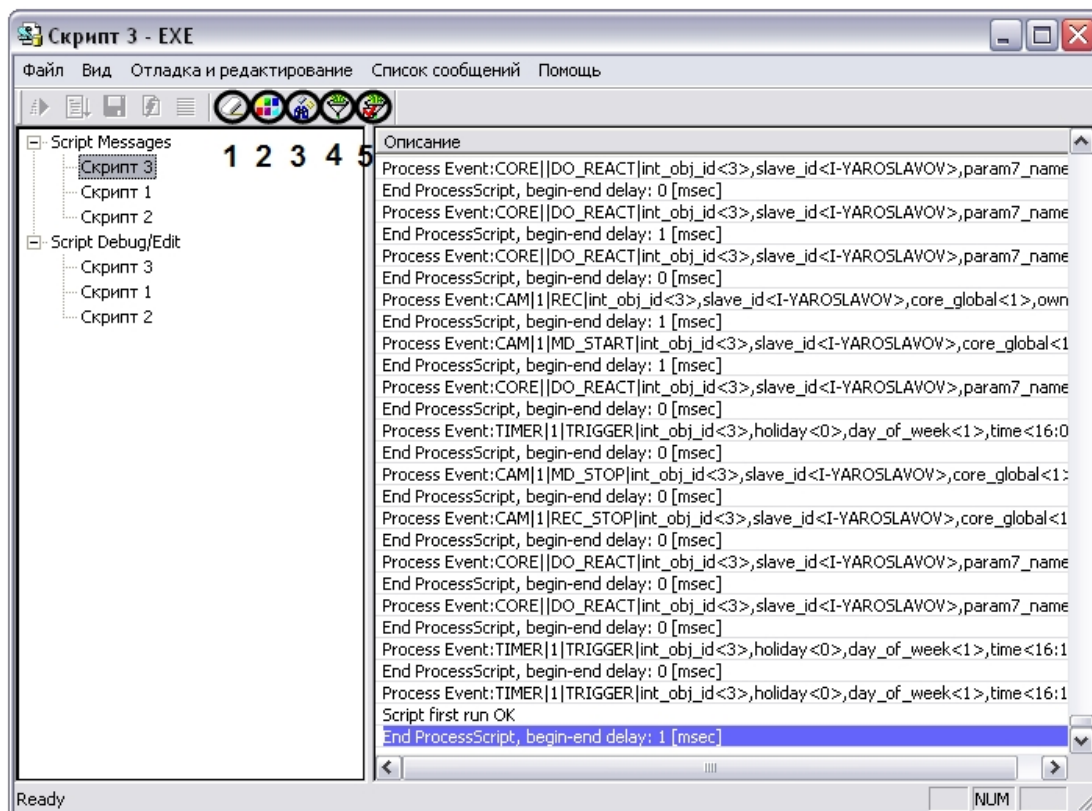 Скрипт 3 - EXE
Файл Вид Отладка и редактирование Список сообщений Помощь
1 2 3 4 5
Script Messages
Скрипт 3
Скрипт 1
Скрипт 2
Script Debug/Edit
Скрипт 3
Скрипт 1
Скрипт 2
Описание
Process Event:CORE||DO_REACT|int_obj_id<3>,slave_id<I-YAROSLAVOV>,param7_name
End ProcessScript, begin-end delay: 0 [msec]
Process Event:CORE||DO_REACT|int_obj_id<3>,slave_id<I-YAROSLAVOV>,param7_name
End ProcessScript, begin-end delay: 1 [msec]
Process Event:CORE||DO_REACT|int_obj_id<3>,slave_id<I-YAROSLAVOV>,param7_name
End ProcessScript, begin-end delay: 0 [msec]
Process Event:CAM|1|REC|int_obj_id<3>,slave_id<I-YAROSLAVOV>,core_global<1>,own
End ProcessScript, begin-end delay: 1 [msec]
Process Event:CAM|1|MD_START|int_obj_id<3>,slave_id<I-YAROSLAVOV>,core_global<1
End ProcessScript, begin-end delay: 1 [msec]
Process Event:CORE||DO_REACT|int_obj_id<3>,slave_id<I-YAROSLAVOV>,param7_name
End ProcessScript, begin-end delay: 0 [msec]
Process Event:TIMER|1|TRIGGER|int_obj_id<3>,holiday<0>,day_of_week<1>,time<16:0
End ProcessScript, begin-end delay: 0 [msec]
Process Event:CAM|1|MD_STOP|int_obj_id<3>,slave_id<I-YAROSLAVOV>,core_global<1>
End ProcessScript, begin-end delay: 0 [msec]
Process Event:CAM|1|REC_STOP|int_obj_id<3>,slave_id<I-YAROSLAVOV>,core_global<1
End ProcessScript, begin-end delay: 0 [msec]
Process Event:CORE||DO_REACT|int_obj_id<3>,slave_id<I-YAROSLAVOV>,param7_name
End ProcessScript, begin-end delay: 0 [msec]
Process Event:CORE||DO_REACT|int_obj_id<3>,slave_id<I-YAROSLAVOV>,param7_name
End ProcessScript, begin-end delay: 0 [msec]
Process Event:TIMER|1|TRIGGER|int_obj_id<3>,holiday<0>,day_of_week<1>,time<16:1
End ProcessScript, begin-end delay: 0 [msec]
Process Event:TIMER|1|TRIGGER|int_obj_id<3>,holiday<0>,day_of_week<1>,time<16:1
Script first run OK
End ProcessScript, begin-end delay: 1 [msec]
Ready NUM